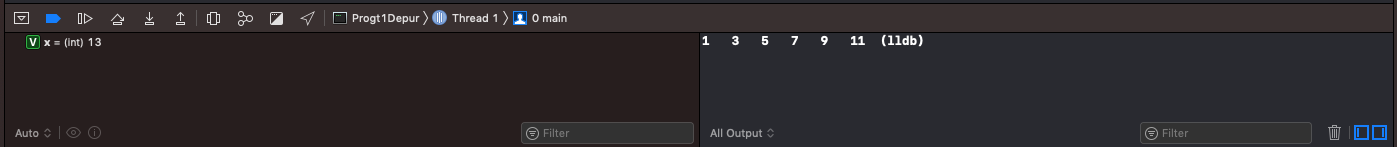 Progt1Depur 〉 Thread 1 〉 0 main
V x = (int) 13
1 3 5 7 9 11 (lldb)
Auto Filter
All Output Filter